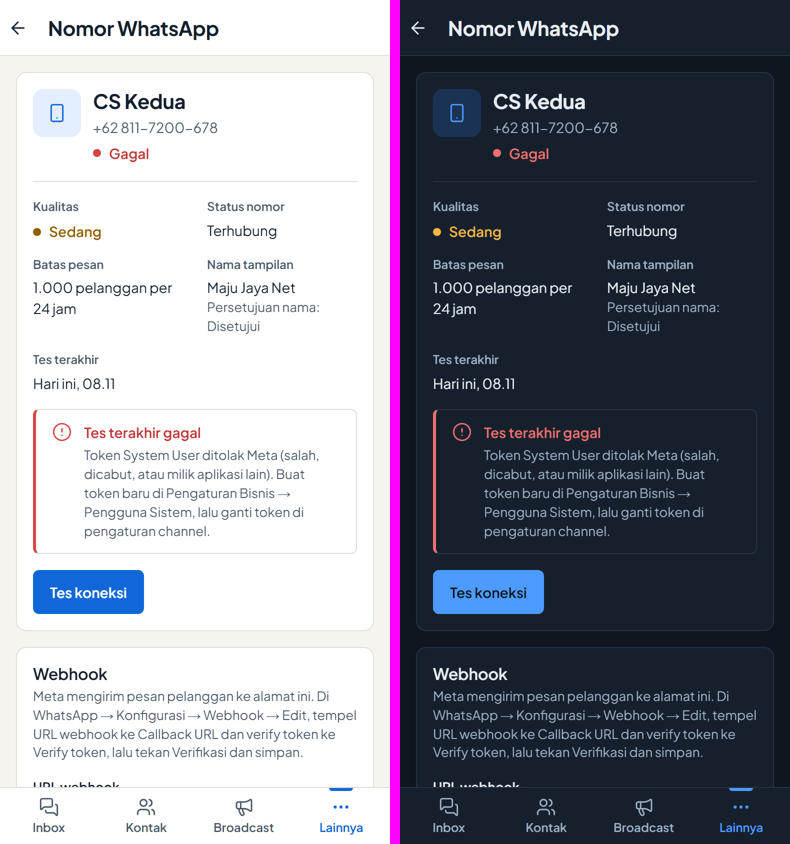 Nomor WhatsApp
CS Kedua
+62 811-7200-678
Gagal
Kualitas
Status nomor
Sedang
Terhubung
Batas pesan
Nama tampilan
1.000 pelanggan per
24 jam
Maju Jaya Net
Persetujuan nama:
Disetujui
Tes terakhir
Hari ini, 08.11
Tes terakhir gagal
Token System User ditolak Meta (salah,
dicabut, atau milik aplikasi lain). Buat
token baru di Pengaturan Bisnis →
Pengguna Sistem, lalu ganti token di
pengaturan channel.
Tes koneksi
Webhook
Meta mengirim pesan pelanggan ke alamat ini. Di
WhatsApp → Konfigurasi → Webhook → Edit, tempel
URL webhook ke Callback URL dan verify token ke
Verify token, lalu tekan Verifikasi dan simpan.
URL webhook
Inbox
Kontak
Broadcast
Lainnya
Nomor WhatsApp
CS Kedua
+62 811-7200-678
Gagal
Kualitas
Status nomor
Sedang
Terhubung
Batas pesan
Nama tampilan
1.000 pelanggan per
24 jam
Maju Jaya Net
Persetujuan nama:
Disetujui
Tes terakhir
Hari ini, 08.11
Tes terakhir gagal
Token System User ditolak Meta (salah,
dicabut, atau milik aplikasi lain). Buat
token baru di Pengaturan Bisnis →
Pengguna Sistem, lalu ganti token di
pengaturan channel.
Tes koneksi
Webhook
Meta mengirim pesan pelanggan ke alamat ini. Di
WhatsApp → Konfigurasi → Webhook → Edit, tempel
URL webhook ke Callback URL dan verify token ke
Verify token, lalu tekan Verifikasi dan simpan.
URL webhook
Inbox
Kontak
Broadcast
Lainnya